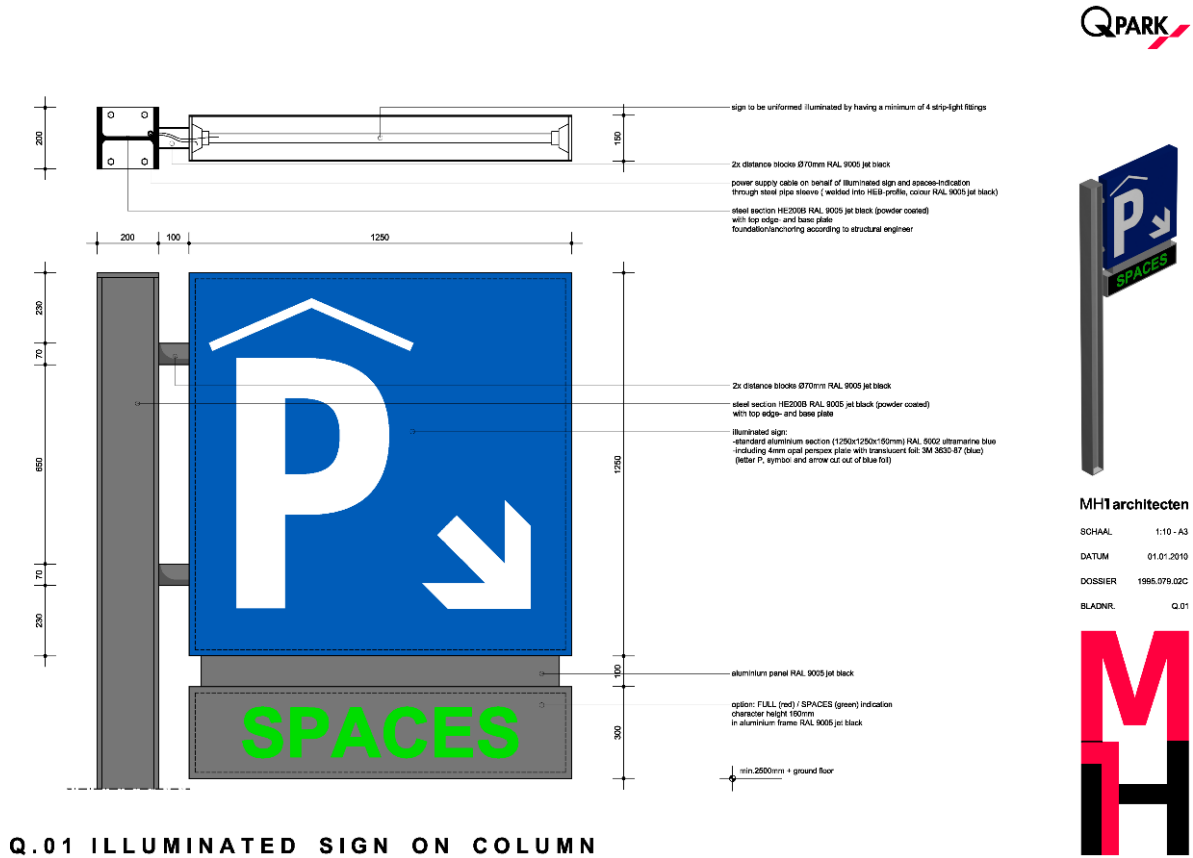 QPARK
sign to be uniformed illuminated by having a minimum of 4 strip-light fittings
200
150
2x distance blocks Ø70mm RAL 9005 jet black
power supply cable on behalf of illuminated sign and spaces-indication
through steel pipe sleeve ( welded into HEB-profile, colour RAL 9005 jet black)
steel section HE200B RAL 9005 jet black (powder coated)
with top edge- and base plate
foundation/anchoring according to structural engineer
200
100
1250
P
SPACES
230
70
650
70
230
P
2x distance blocks Ø70mm RAL 9005 jet black
steel section HE200B RAL 9005 jet black (powder coated)
with top edge- and base plate
illuminated sign:
-standard aluminium section (1250x1250x150mm) RAL 5002 ultramarine blue
-including 4mm opal perspex plate with translucent foil: 3M 3630-87 (blue)
(letter P, symbol and arrow cut out of blue foil)
1250
100
aluminium panel RAL 9005 jet black
SPACES
300
option: FULL (red) / SPACES (green) indication
character height 160mm
in aluminium frame RAL 9005 jet black
min.2500mm + ground floor
MH1architecten
SCHAAL 1:10 - A3
DATUM 01.01.2010
DOSSIER 1995.079.02C
BLADNR. Q.01
MH
Q.01 ILLUMINATED SIGN ON COLUMN